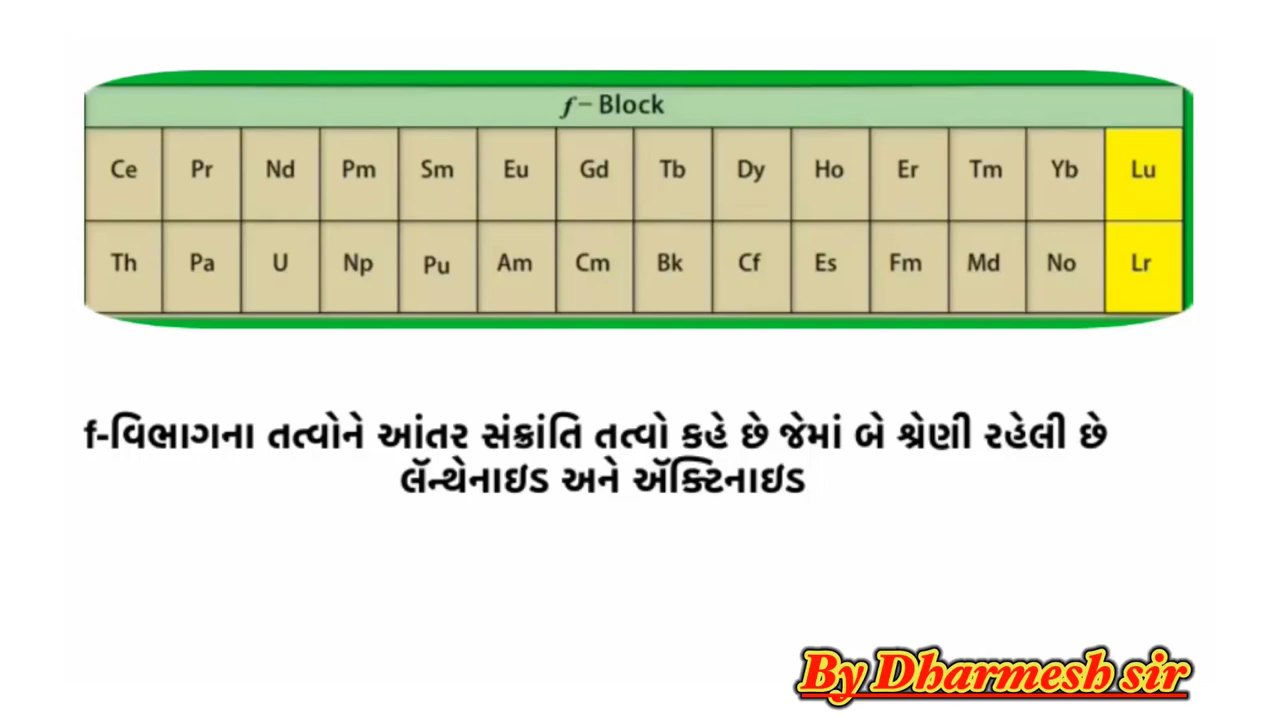 f – Block
Ce Pr Nd Pm Sm Eu Gd Tb Dy Ho Er Tm Yb Lu
Th Pa U Np Pu Am Cm Bk Cf Es Fm Md No Lr
f-વિભાગના તત્વોને આંતર સંક્રાંતિ તત્વો કહે છે જેમાં બે શ્રેણી રહેલી છે
લૅન્થેનાઇડ અને ઍક્ટિનાઇડ
By Dharmesh sir